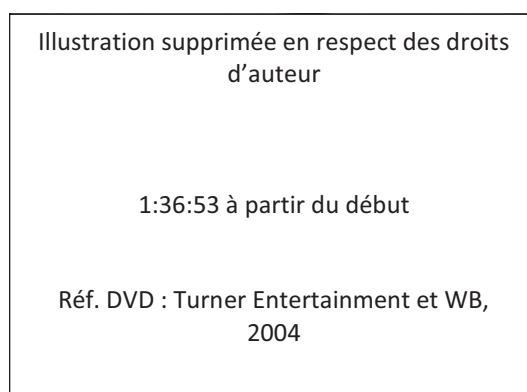 Illustration supprimée en respect des droits
d’auteur
1:36:53 à partir du début
Réf. DVD : Turner Entertainment et WB,
2004